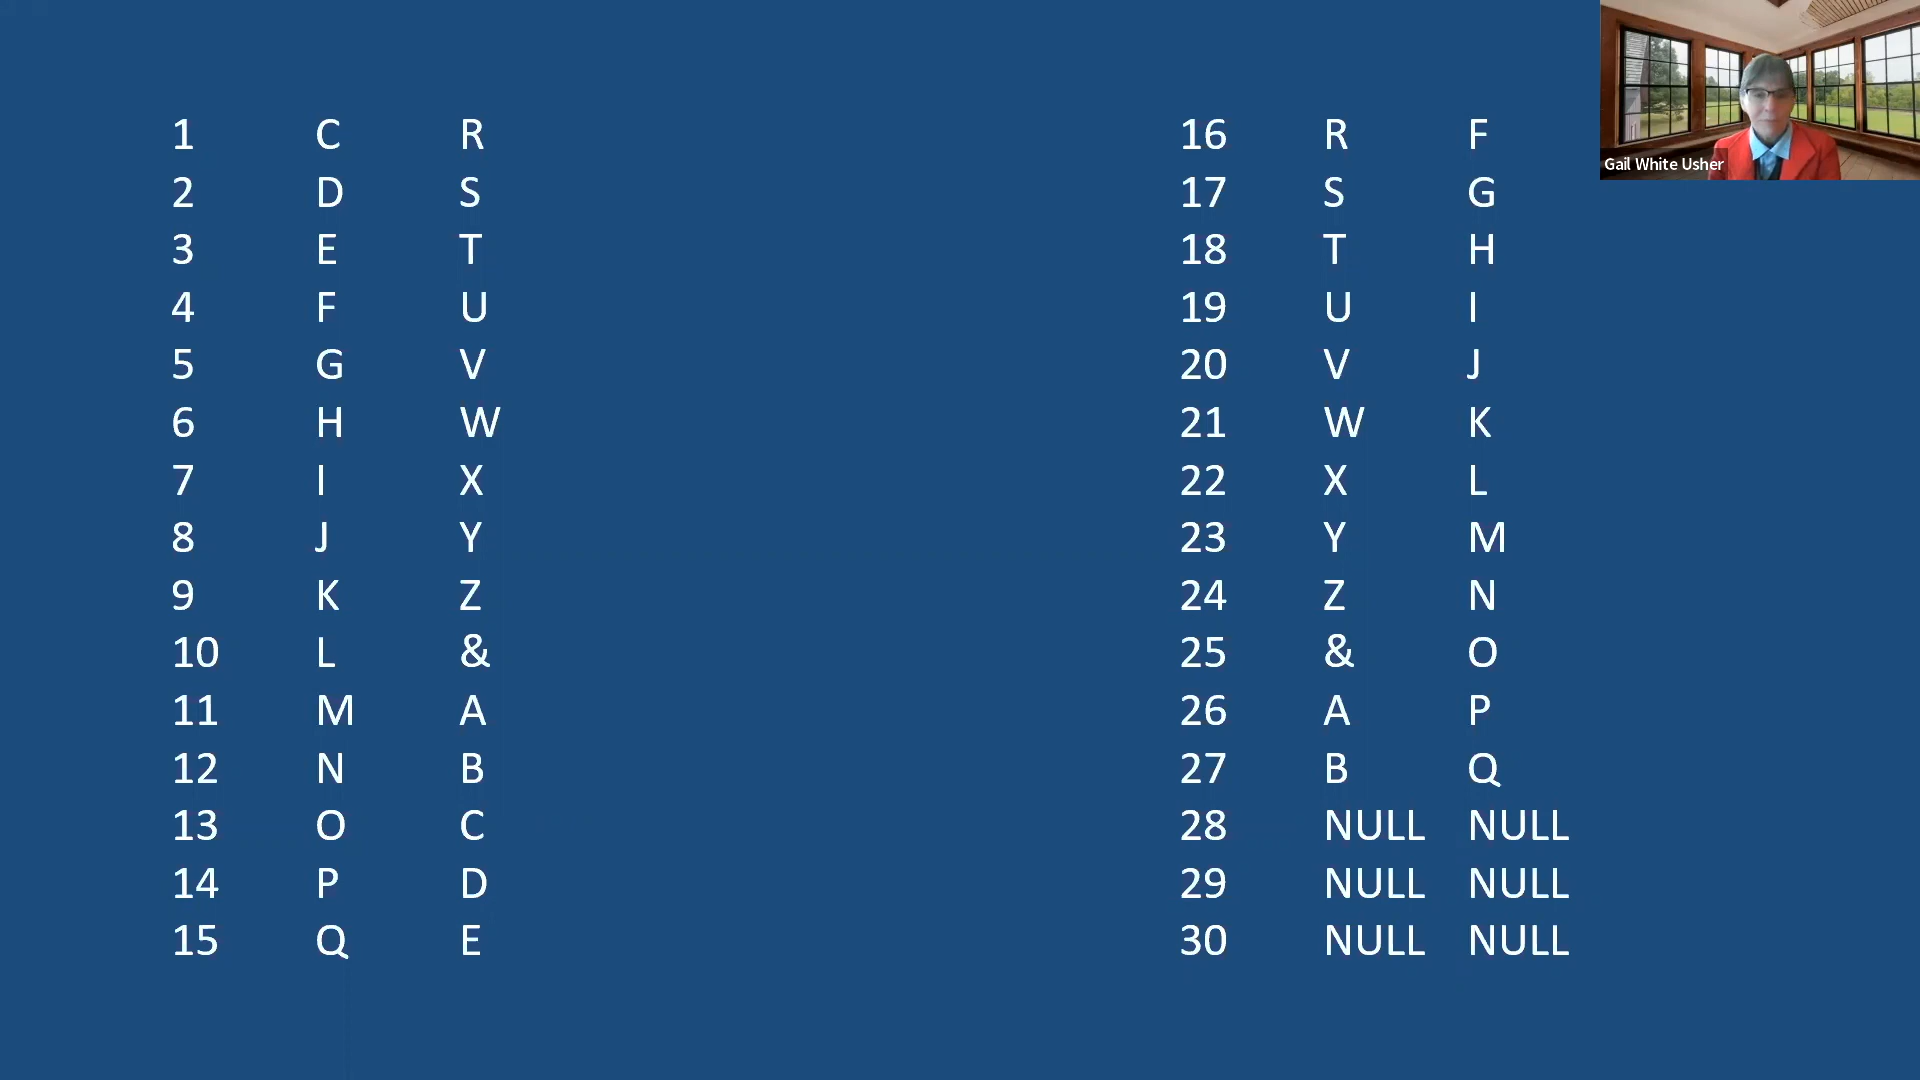 1 C R
2 D S
3 E T
4 F U
5 G V
6 H W
7 I X
8 J Y
9 K Z
10 L &
11 M A
12 N B
13 O C
14 P D
15 Q E
16 R F
17 S G
18 T H
19 U I
20 V J
21 W K
22 X L
23 Y M
24 Z N
25 & O
26 A P
27 B Q
28 NULL NULL
29 NULL NULL
30 NULL NULL
Gail White Usher